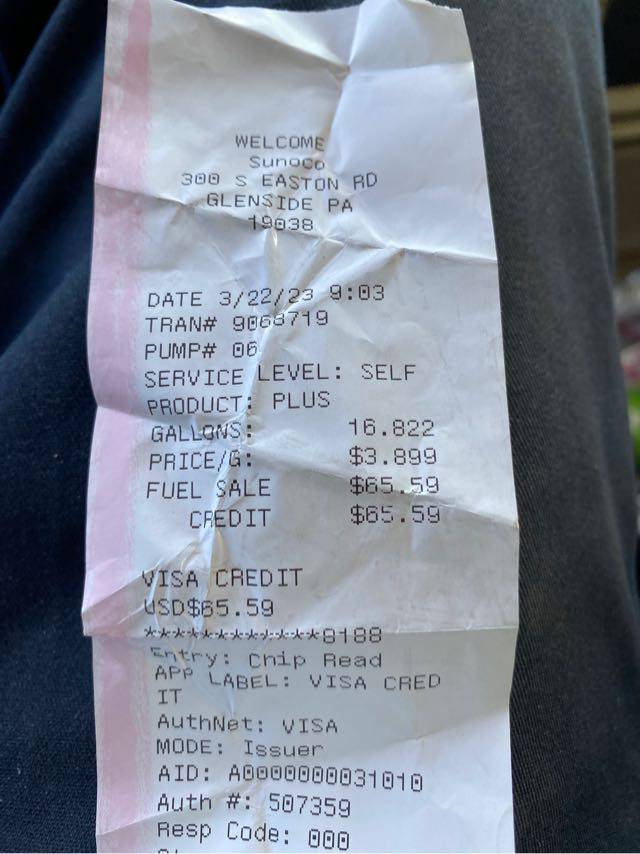 WELCOME
Sunoco
300 S EASTON RD
GLENSIDE PA
19038
DATE 3/22/23 9:03
TRAN# 9068719
PUMP# 06
SERVICE LEVEL: SELF
PRODUCT: PLUS
GALLONS: 16.822
PRICE/G: $3.899
FUEL SALE $65.59
CREDIT $65.59
VISA CREDIT
USD$65.59
************8188
Entry: Chip Read
APP LABEL: VISA CRED
IT
AuthNet: VISA
MODE: Issuer
AID: A0000000031010
Auth #: 507359
Resp Code: 000